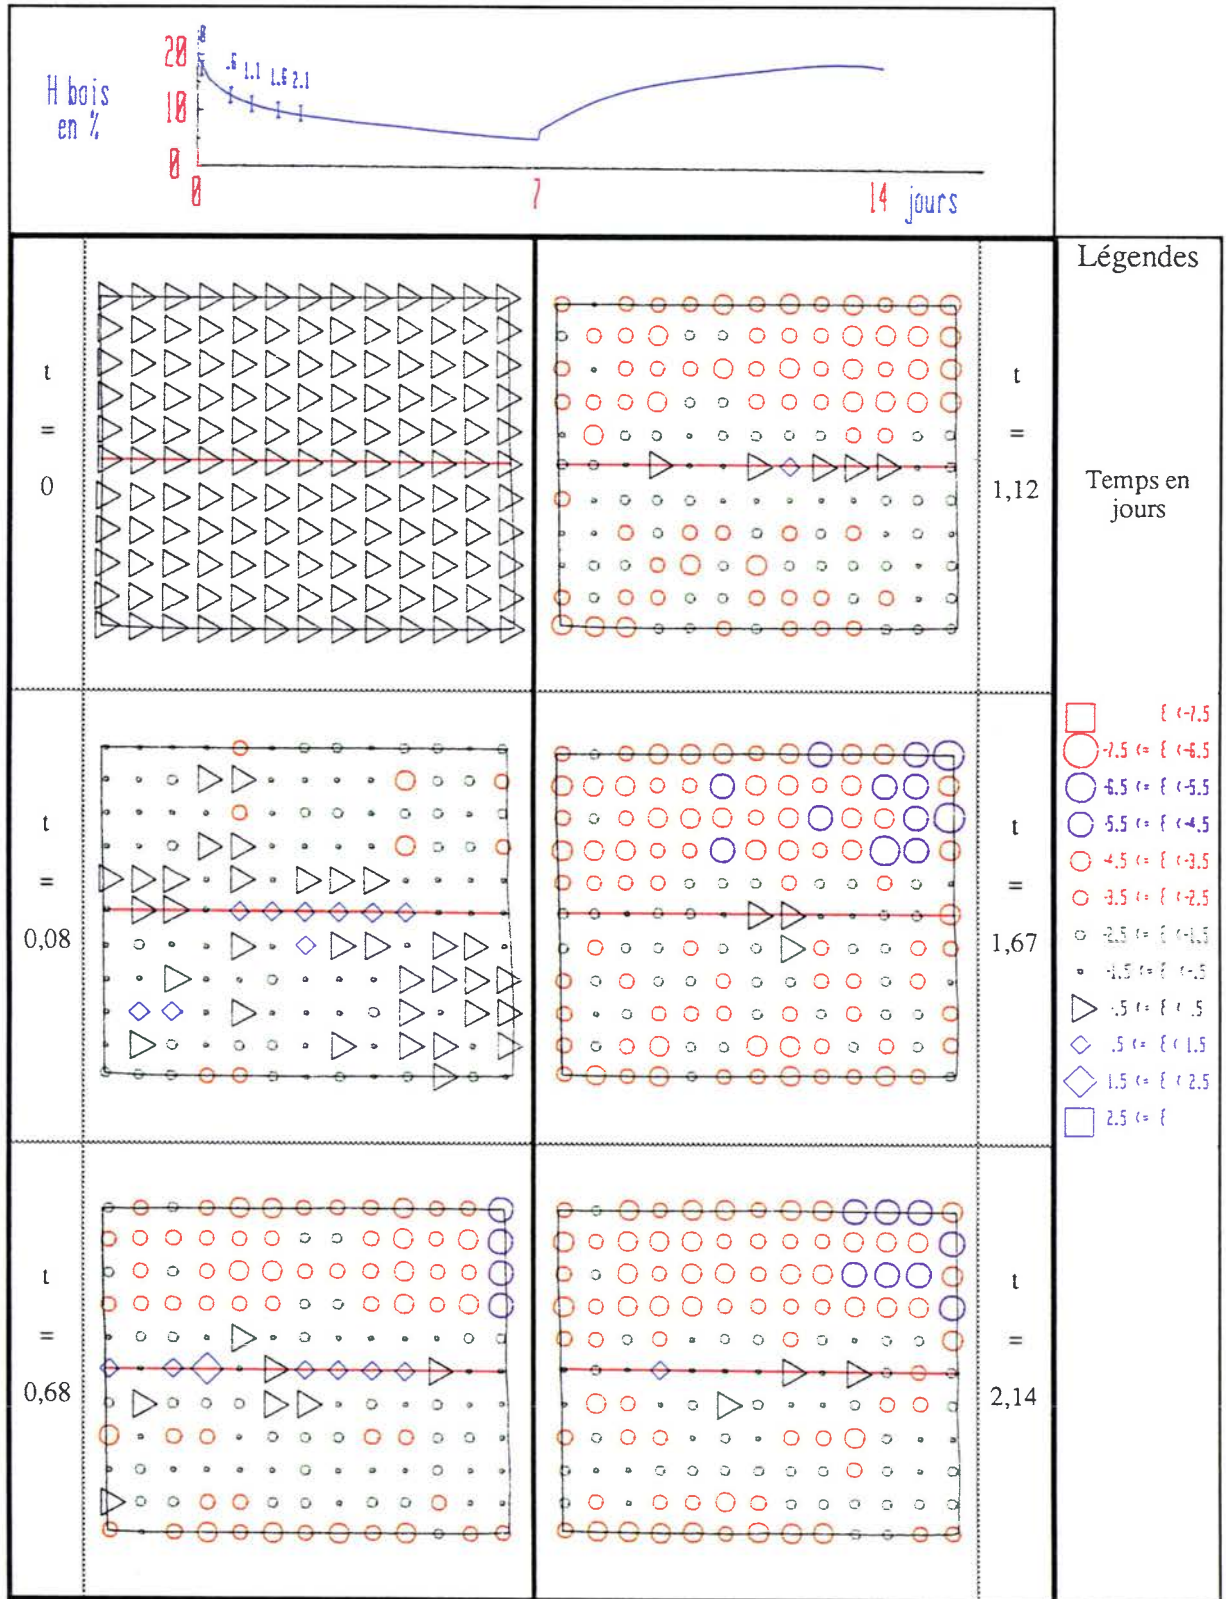 20
10
0
H bois
en %
.6 1.1 1.6 2.1
0 7 14 jours
Légendes
Temps en
jours
t
=
0
t
=
1,12
t
=
0,08
t
=
1,67
t
=
0,68
t
=
2,14
ε <-7.5
-7.5 <= ε <-6.5
-6.5 <= ε <-5.5
-5.5 <= ε <-4.5
-4.5 <= ε <-3.5
-3.5 <= ε <-2.5
-2.5 <= ε <-1.5
-1.5 <= ε <-.5
-.5 <= ε < .5
.5 <= ε < 1.5
1.5 <= ε < 2.5
2.5 <= ε